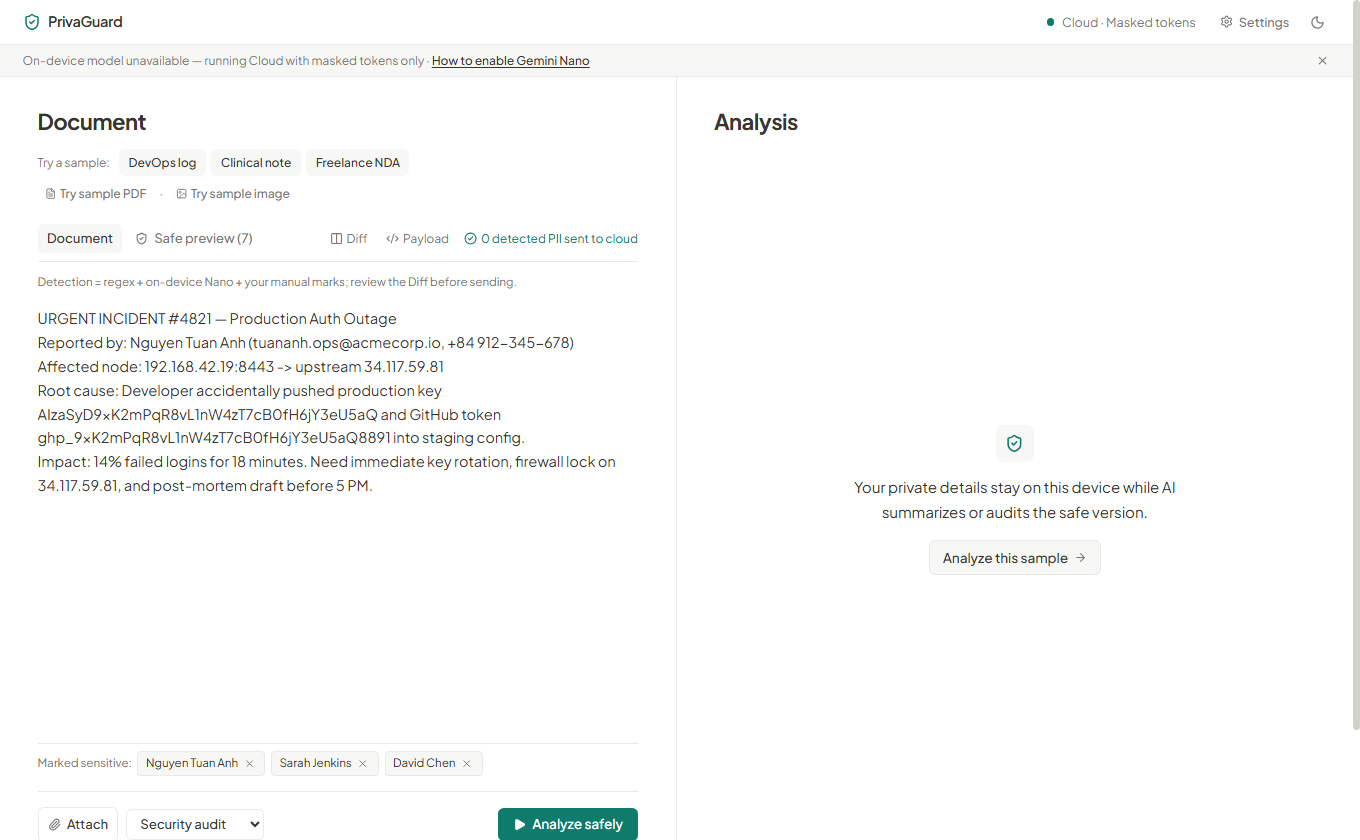 PrivaGuard
Cloud · Masked tokens
Settings
On-device model unavailable — running Cloud with masked tokens only · How to enable Gemini Nano
Document
Try a sample: DevOps log Clinical note Freelance NDA
Try sample PDF · Try sample image
Document Safe preview (7) Diff Payload 0 detected PII sent to cloud
Detection = regex + on-device Nano + your manual marks; review the Diff before sending.
URGENT INCIDENT #4821 — Production Auth Outage
Reported by: Nguyen Tuan Anh (tuananh.ops@acmecorp.io, +84 912-345-678)
Affected node: 192.168.42.19:8443 -> upstream 34.117.59.81
Root cause: Developer accidentally pushed production key
AIzaSyD9xK2mPqR8vL1nW4zT7cB0fH6jY3eU5aQ and GitHub token
ghp_9xK2mPqR8vL1nW4zT7cB0fH6jY3eU5aQ8891 into staging config.
Impact: 14% failed logins for 18 minutes. Need immediate key rotation, firewall lock on
34.117.59.81, and post-mortem draft before 5 PM.
Marked sensitive: Nguyen Tuan Anh Sarah Jenkins David Chen
Attach Security audit Analyze safely
Analysis
Your private details stay on this device while AI
summarizes or audits the safe version.
Analyze this sample →